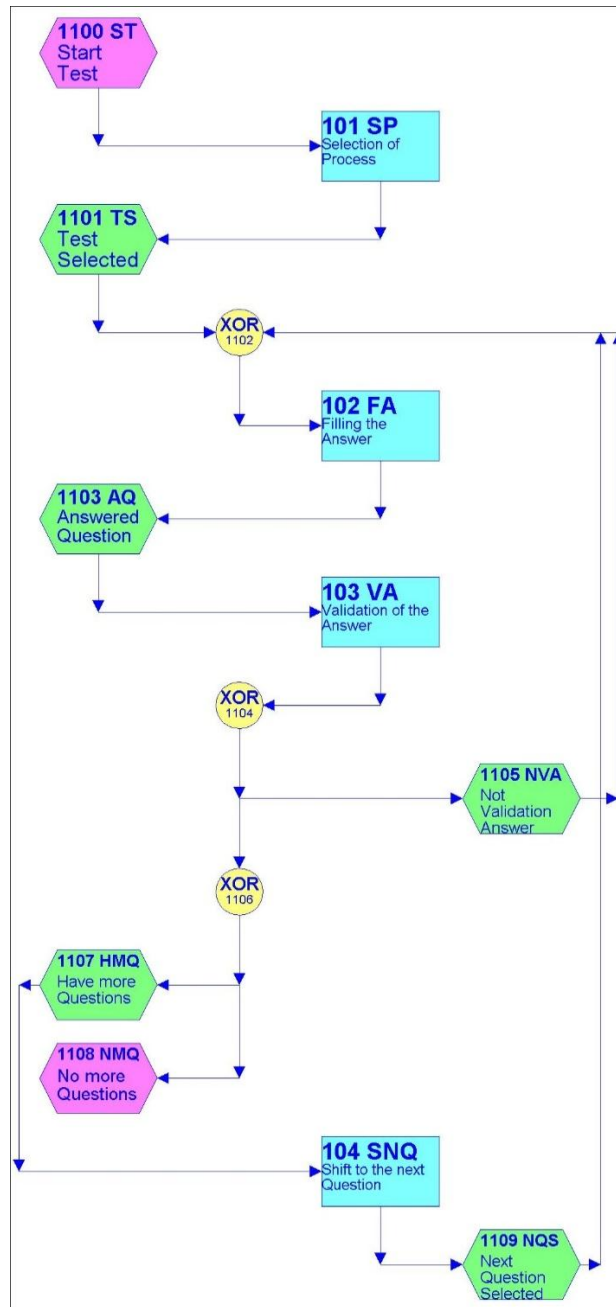 1100 ST
Start
Test
101 SP
Selection of
Process
1101 TS
Test
Selected
XOR
1102
102 FA
Filling the
Answer
1103 AQ
Answered
Question
103 VA
Validation of the
Answer
XOR
1104
1105 NVA
Not
Validation
Answer
XOR
1106
1107 HMQ
Have more
Questions
1108 NMQ
No more
Questions
104 SNQ
Shift to the next
Question
1109 NQS
Next
Question
Selected